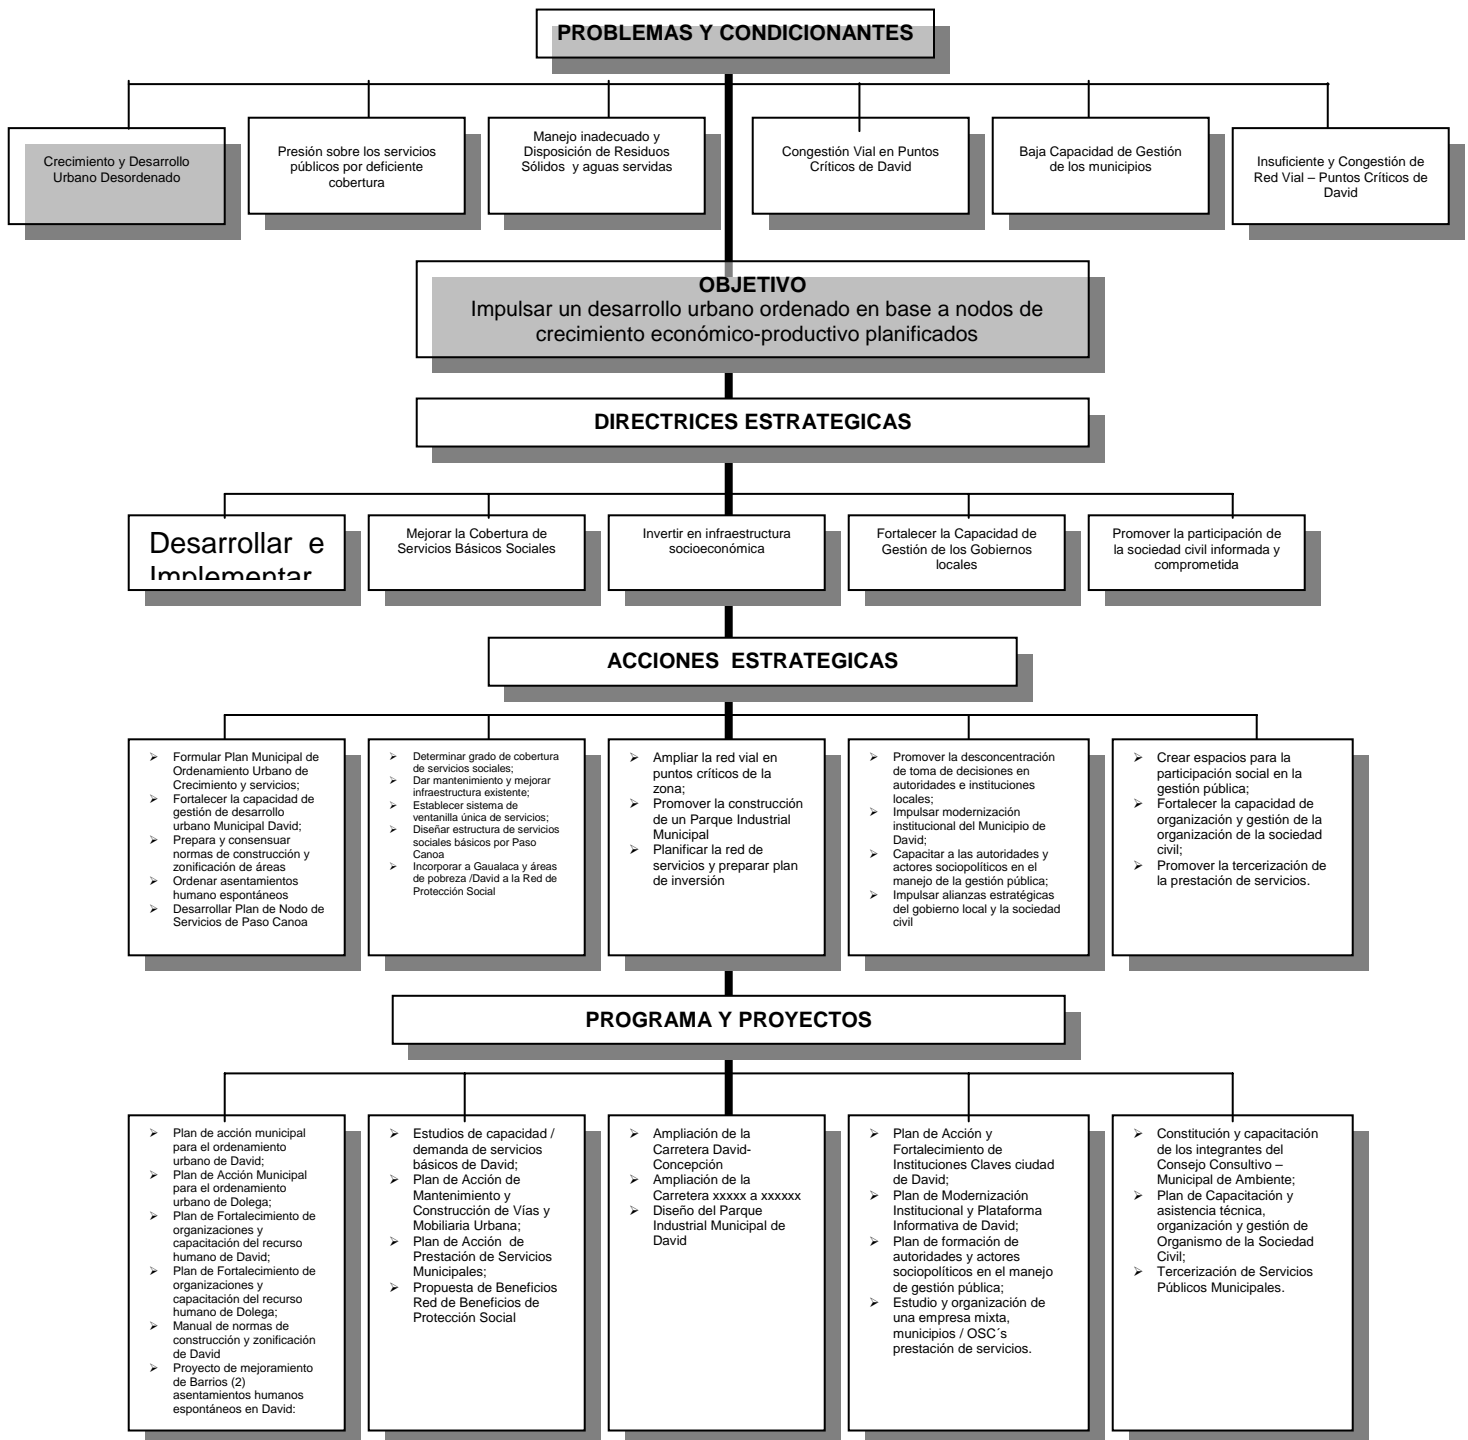 PROBLEMAS Y CONDICIONANTES
Crecimiento y Desarrollo
Urbano Desordenado
Presión sobre los servicios
públicos por deficiente
cobertura
Manejo inadecuado y
Disposición de Residuos
Sólidos y aguas servidas
Congestión Vial en Puntos
Críticos de David
Baja Capacidad de Gestión
de los municipios
Insuficiente y Congestión de
Red Vial – Puntos Críticos de
David
OBJETIVO
Impulsar un desarrollo urbano ordenado en base a nodos de
crecimiento económico-productivo planificados
DIRECTRICES ESTRATEGICAS
Desarrollar e
Implementar
Mejorar la Cobertura de
Servicios Básicos Sociales
Invertir en infraestructura
socioeconómica
Fortalecer la Capacidad de
Gestión de los Gobiernos
locales
Promover la participación de
la sociedad civil informada y
comprometida
ACCIONES ESTRATEGICAS
➢ Formular Plan Municipal de
Ordenamiento Urbano de
Crecimiento y servicios;
➢ Fortalecer la capacidad de
gestión de desarrollo
urbano Municipal David;
➢ Prepara y consensuar
normas de construcción y
zonificación de áreas
➢ Ordenar asentamientos
humano espontáneos
➢ Desarrollar Plan de Nodo de
Servicios de Paso Canoa
➢ Determinar grado de cobertura
de servicios sociales;
➢ Dar mantenimiento y mejorar
infraestructura existente;
➢ Establecer sistema de
ventanilla única de servicios;
➢ Diseñar estructura de servicios
sociales básicos por Paso
Canoa
➢ Incorporar a Gaualaca y áreas
de pobreza /David a la Red de
Protección Social
➢ Ampliar la red vial en
puntos críticos de la
zona;
➢ Promover la construcción
de un Parque Industrial
Municipal
➢ Planificar la red de
servicios y preparar plan
de inversión
➢ Promover la desconcentración
de toma de decisiones en
autoridades e instituciones
locales;
➢ Impulsar modernización
institucional del Municipio de
David;
➢ Capacitar a las autoridades y
actores sociopolíticos en el
manejo de la gestión pública;
➢ Impulsar alianzas estratégicas
del gobierno local y la sociedad
civil
➢ Crear espacios para la
participación social en la
gestión pública;
➢ Fortalecer la capacidad de
organización y gestión de la
organización de la sociedad
civil;
➢ Promover la tercerización de
la prestación de servicios.
PROGRAMA Y PROYECTOS
➢ Plan de acción municipal
para el ordenamiento
urbano de David;
➢ Plan de Acción Municipal
para el ordenamiento
urbano de Dolega;
➢ Plan de Fortalecimiento de
organizaciones y
capacitación del recurso
humano de David;
➢ Plan de Fortalecimiento de
organizaciones y
capacitación del recurso
humano de Dolega;
➢ Manual de normas de
construcción y zonificación
de David
➢ Proyecto de mejoramiento
de Barrios (2)
asentamientos humanos
espontáneos en David:
➢ Estudios de capacidad /
demanda de servicios
básicos de David;
➢ Plan de Acción de
Mantenimiento y
Construcción de Vías y
Mobiliaria Urbana;
➢ Plan de Acción de
Prestación de Servicios
Municipales;
➢ Propuesta de Beneficios
Red de Beneficios de
Protección Social
➢ Ampliación de la
Carretera David-
Concepción
➢ Ampliación de la
Carretera xxxxx a xxxxxx
➢ Diseño del Parque
Industrial Municipal de
David
➢ Plan de Acción y
Fortalecimiento de
Instituciones Claves ciudad
de David;
➢ Plan de Modernización
Institucional y Plataforma
Informativa de David;
➢ Plan de formación de
autoridades y actores
sociopolíticos en el manejo
de gestión pública;
➢ Estudio y organización de
una empresa mixta,
municipios / OSC´s
prestación de servicios.
➢ Constitución y capacitación
de los integrantes del
Consejo Consultivo –
Municipal de Ambiente;
➢ Plan de Capacitación y
asistencia técnica,
organización y gestión de
Organismo de la Sociedad
Civil;
➢ Tercerización de Servicios
Públicos Municipales.